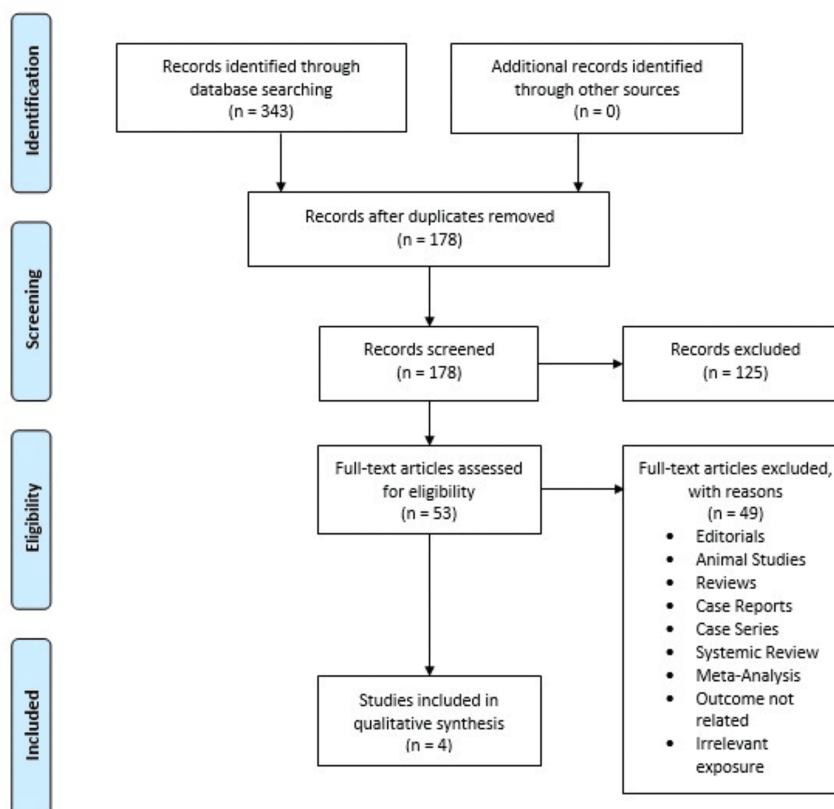 Identification
Records identified through
database searching
(n = 343)
Additional records identified
through other sources
(n = 0)
Records after duplicates removed
(n = 178)
Screening
Records screened
(n = 178)
Records excluded
(n = 125)
Eligibility
Full-text articles assessed
for eligibility
(n = 53)
Full-text articles excluded,
with reasons
(n = 49)
• Editorials
• Animal Studies
• Reviews
• Case Reports
• Case Series
• Systemic Review
• Meta-Analysis
• Outcome not
related
• Irrelevant
exposure
Included
Studies included in
qualitative synthesis
(n = 4)